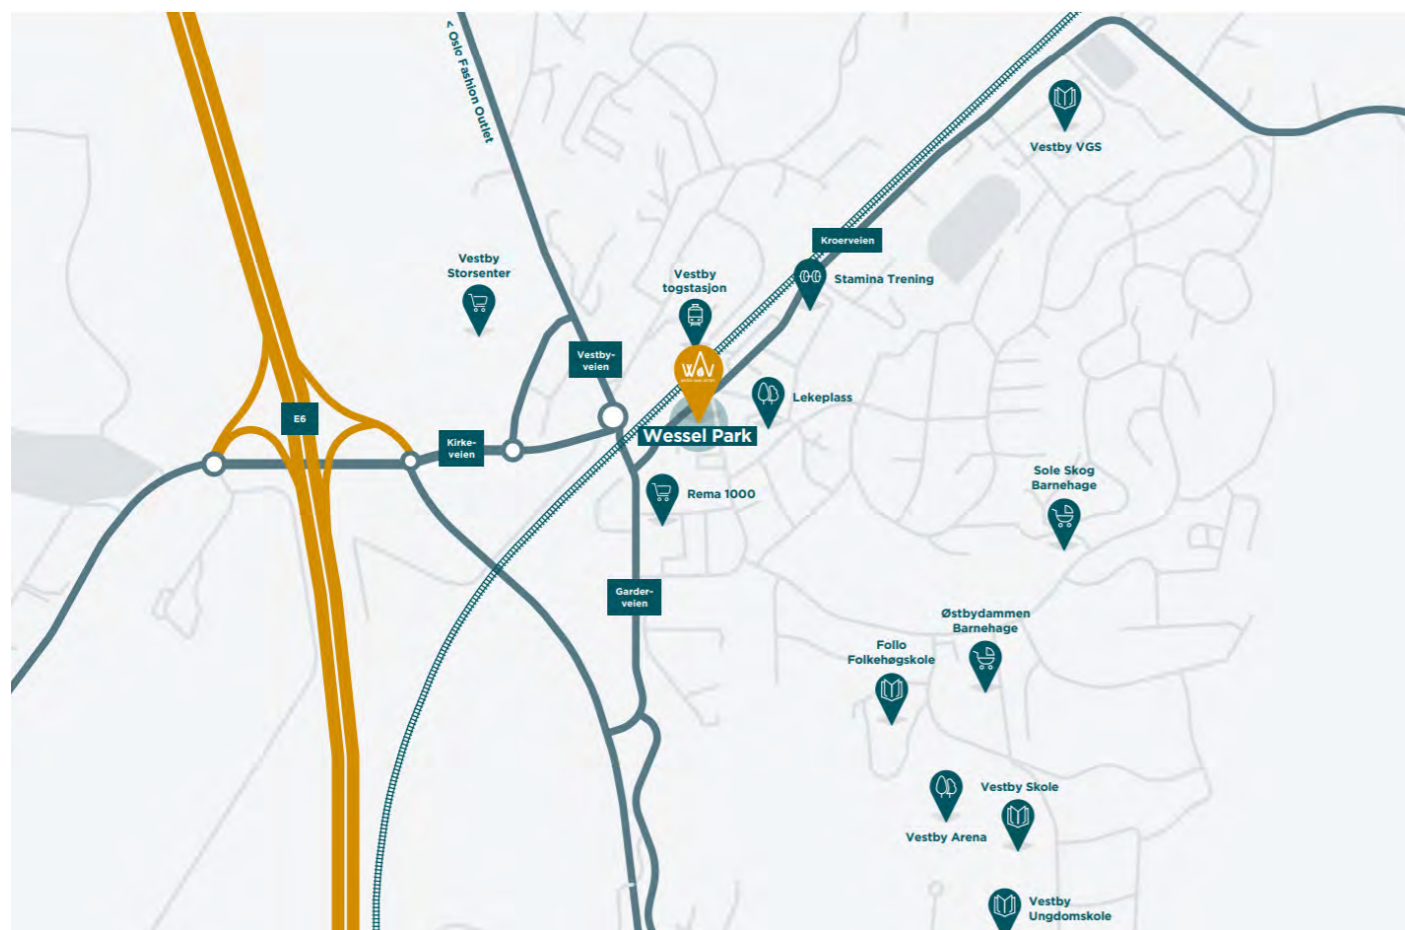 < Oslo Fashion Outlet
Vestby VGS
Kroerveien
Vestby
Storsenter
Vestby
togstasjon
Stamina Trening
Vestby-
veien
Lekeplass
E6
Kirke-
veien
Wessel Park
Sole Skog
Barnehage
Rema 1000
Garder-
veien
Østbydammen
Barnehage
Follo
Folkehøgskole
Vestby Skole
Vestby Arena
Vestby
Ungdomskole